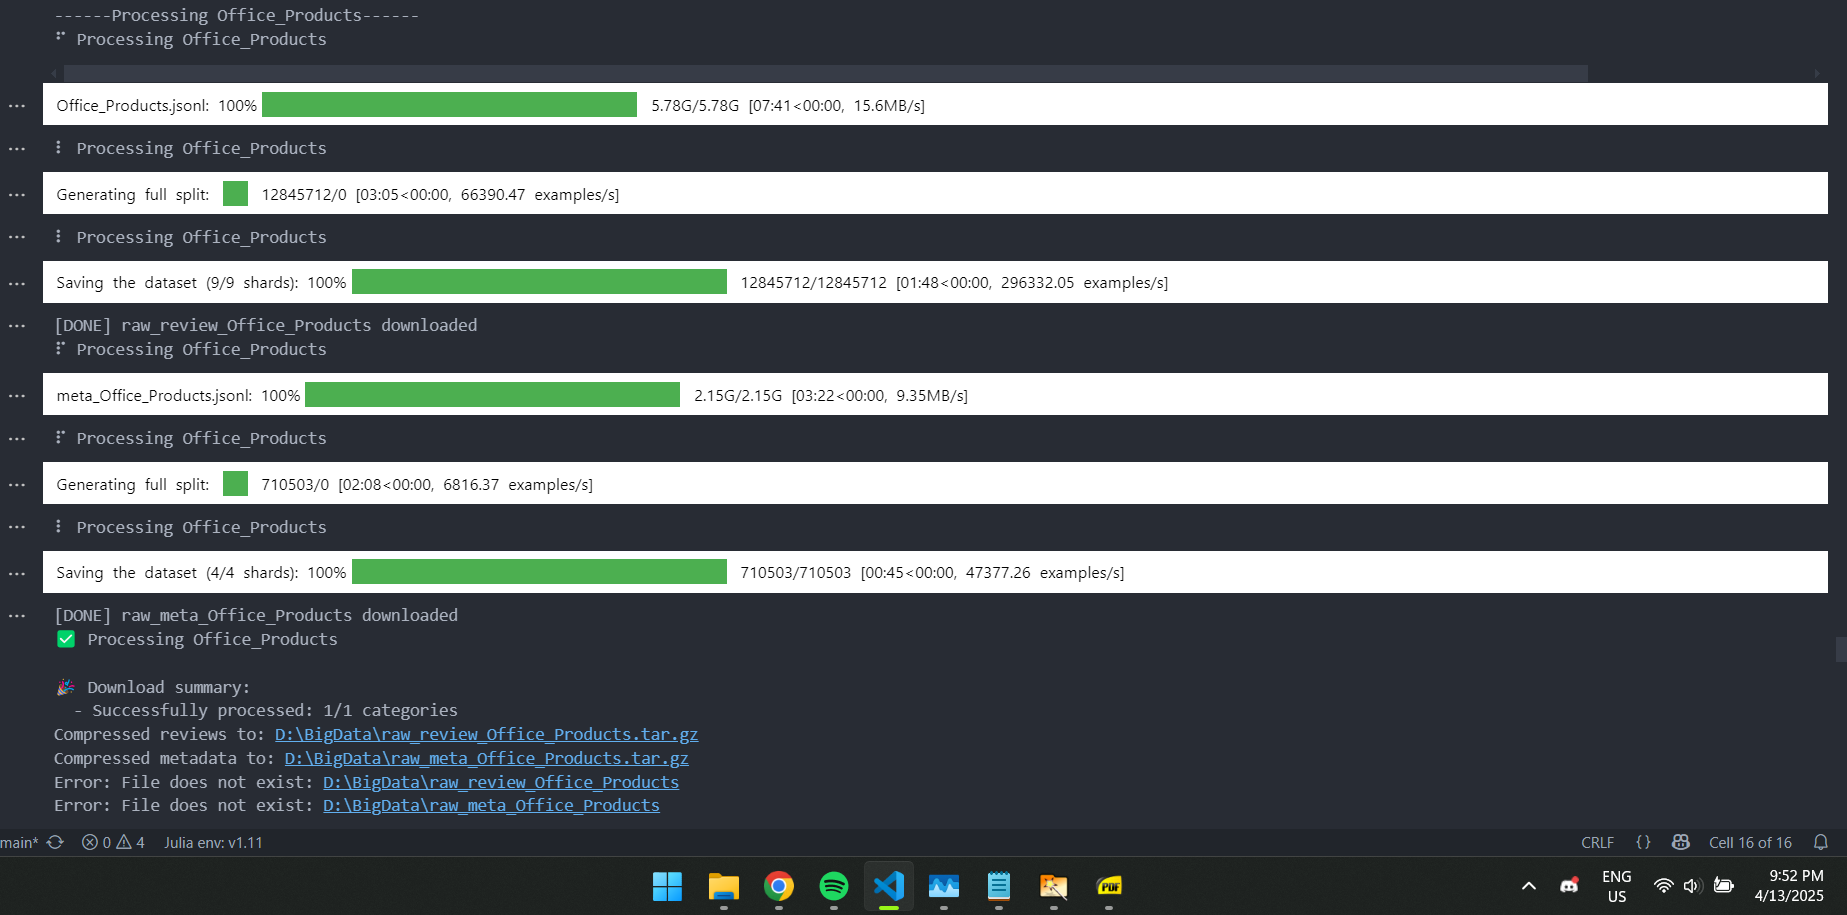 ------Processing Office_Products------
⠋ Processing Office_Products
Office_Products.jsonl: 100% 5.78G/5.78G [07:41<00:00, 15.6MB/s]
⠇ Processing Office_Products
Generating full split: 12845712/0 [03:05<00:00, 66390.47 examples/s]
⠇ Processing Office_Products
Saving the dataset (9/9 shards): 100% 12845712/12845712 [01:48<00:00, 296332.05 examples/s]
[DONE] raw_review_Office_Products downloaded
⠏ Processing Office_Products
meta_Office_Products.jsonl: 100% 2.15G/2.15G [03:22<00:00, 9.35MB/s]
⠏ Processing Office_Products
Generating full split: 710503/0 [02:08<00:00, 6816.37 examples/s]
⠇ Processing Office_Products
Saving the dataset (4/4 shards): 100% 710503/710503 [00:45<00:00, 47377.26 examples/s]
[DONE] raw_meta_Office_Products downloaded
✅ Processing Office_Products
🎉 Download summary:
- Successfully processed: 1/1 categories
Compressed reviews to: D:\BigData\raw_review_Office_Products.tar.gz
Compressed metadata to: D:\BigData\raw_meta_Office_Products.tar.gz
Error: File does not exist: D:\BigData\raw_review_Office_Products
Error: File does not exist: D:\BigData\raw_meta_Office_Products
main* 0 4 Julia env: v1.11 CRLF {} Cell 16 of 16
PDF
ENG
US
9:52 PM
4/13/2025